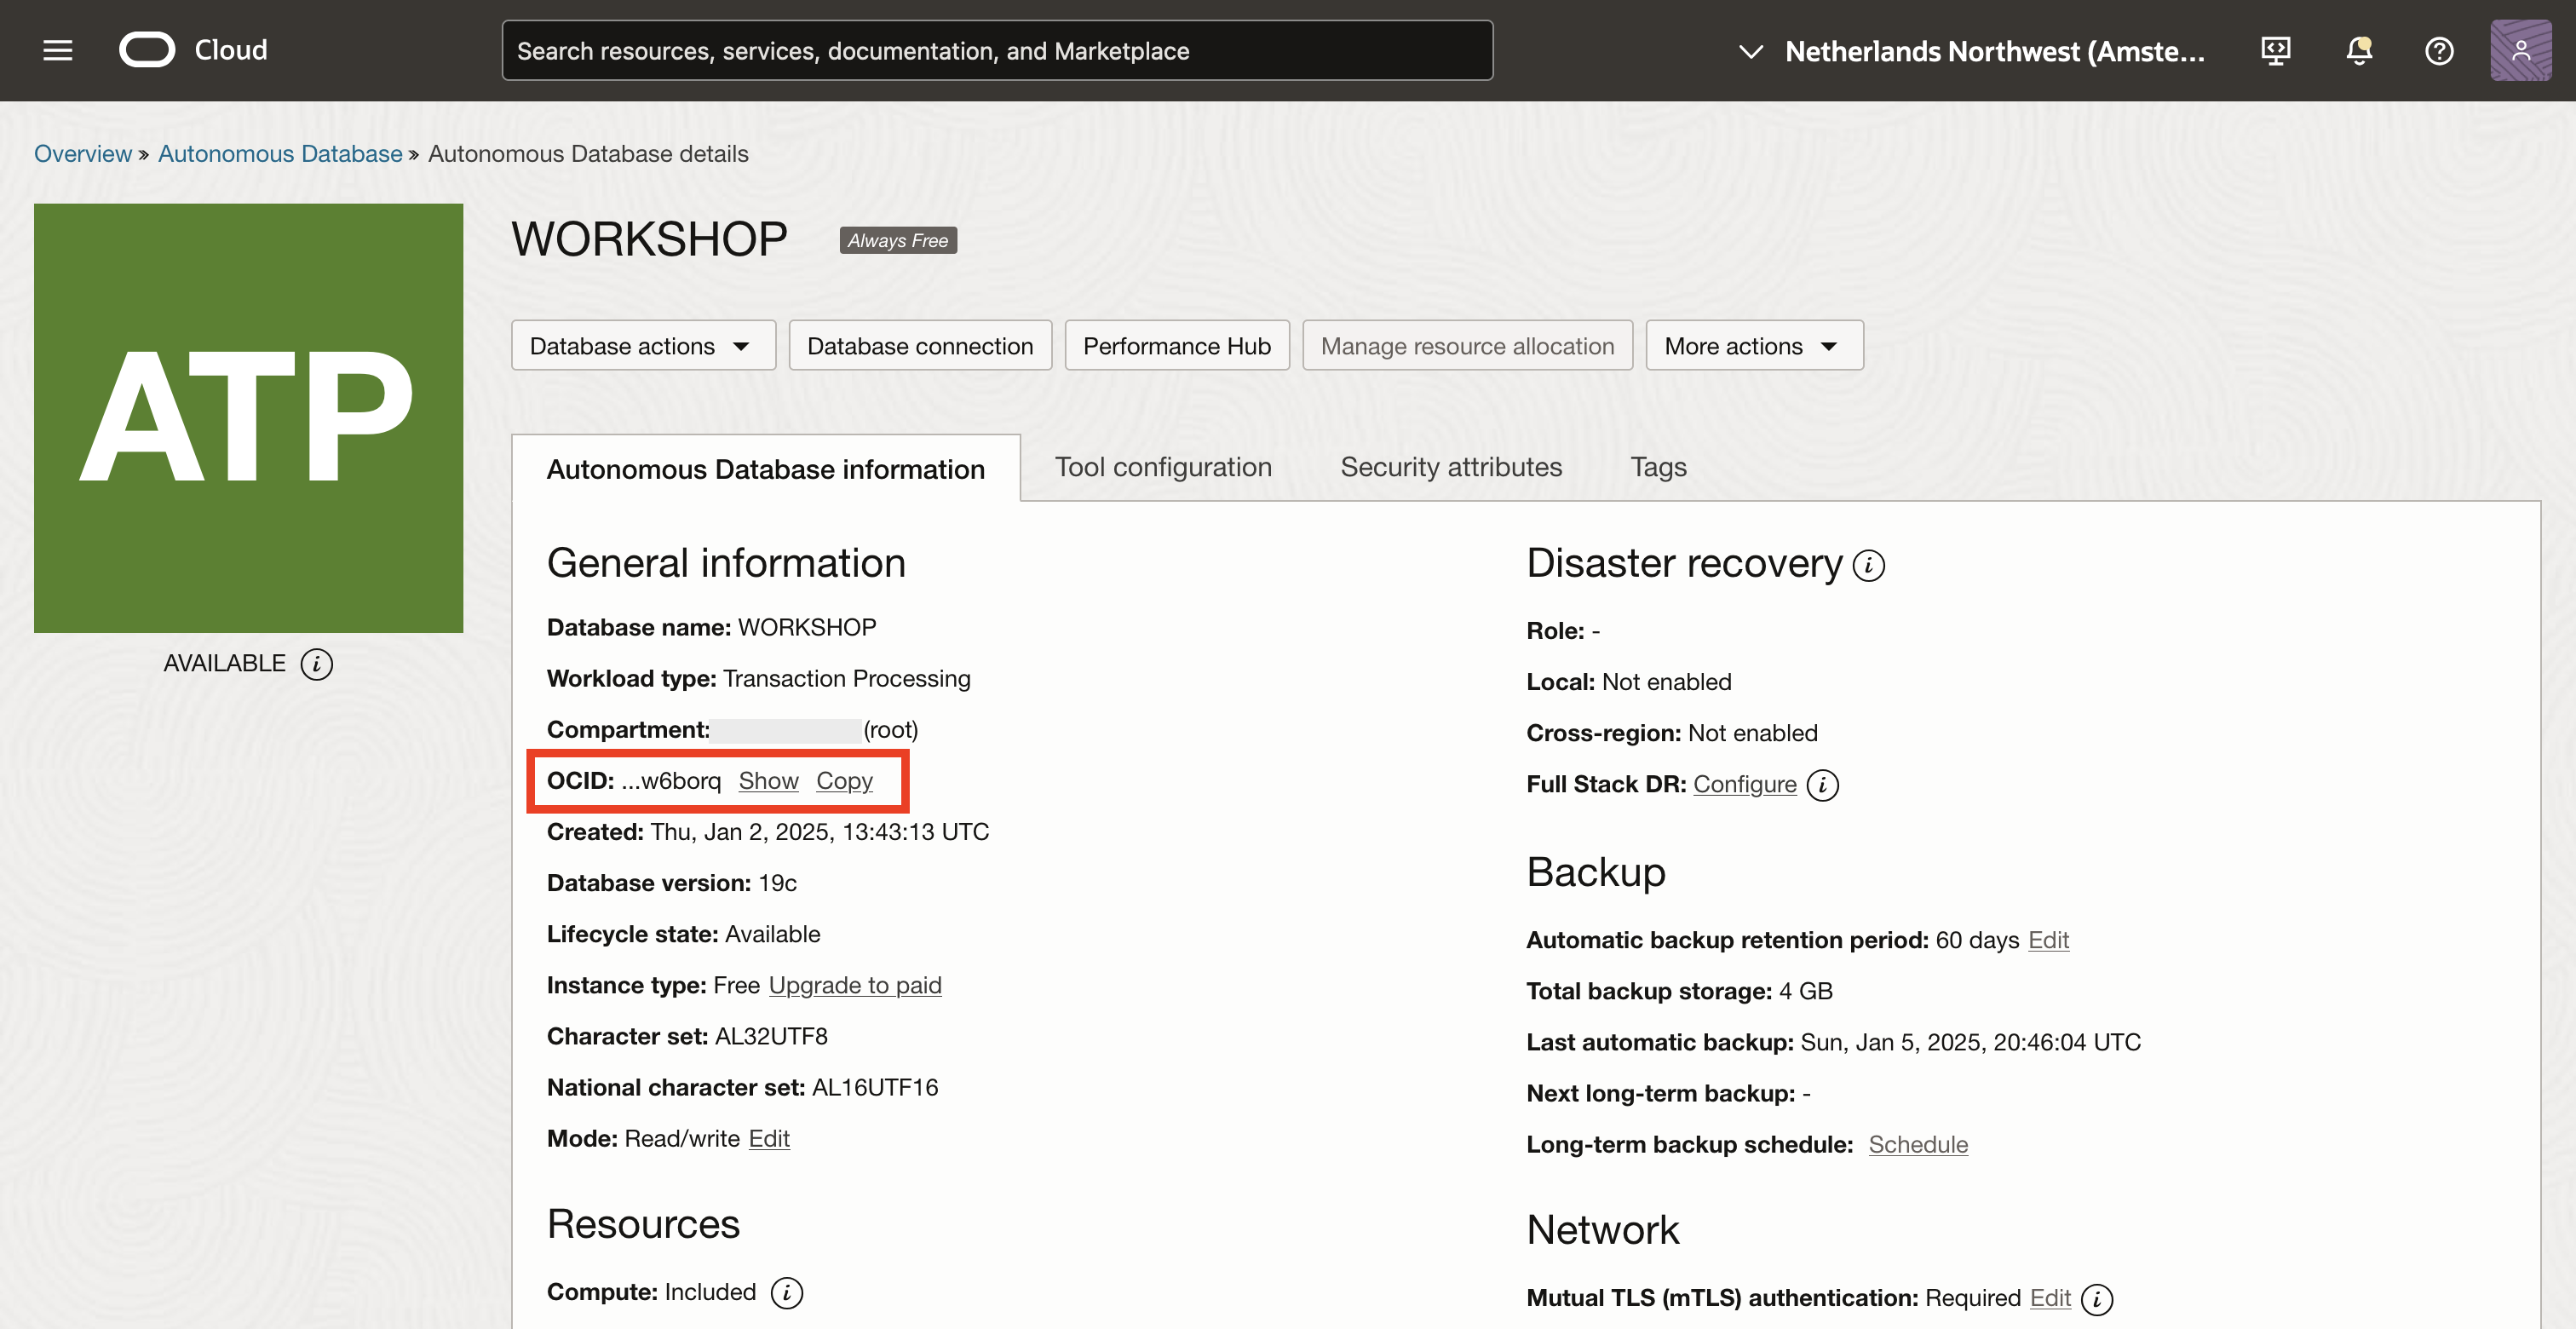 Cloud
Search resources, services, documentation, and Marketplace
Netherlands Northwest (Amste...
Overview » Autonomous Database » Autonomous Database details
ATP
AVAILABLE
WORKSHOP
Always Free
Database actions
Database connection
Performance Hub
Manage resource allocation
More actions
Autonomous Database information
Tool configuration
Security attributes
Tags
General information
Database name: WORKSHOP
Workload type: Transaction Processing
Compartment: (root)
OCID: ...w6borq Show Copy
Created: Thu, Jan 2, 2025, 13:43:13 UTC
Database version: 19c
Lifecycle state: Available
Instance type: Free Upgrade to paid
Character set: AL32UTF8
National character set: AL16UTF16
Mode: Read/write Edit
Resources
Compute: Included
Disaster recovery
Role: -
Local: Not enabled
Cross-region: Not enabled
Full Stack DR: Configure
Backup
Automatic backup retention period: 60 days Edit
Total backup storage: 4 GB
Last automatic backup: Sun, Jan 5, 2025, 20:46:04 UTC
Next long-term backup: -
Long-term backup schedule: Schedule
Network
Mutual TLS (mTLS) authentication: Required Edit